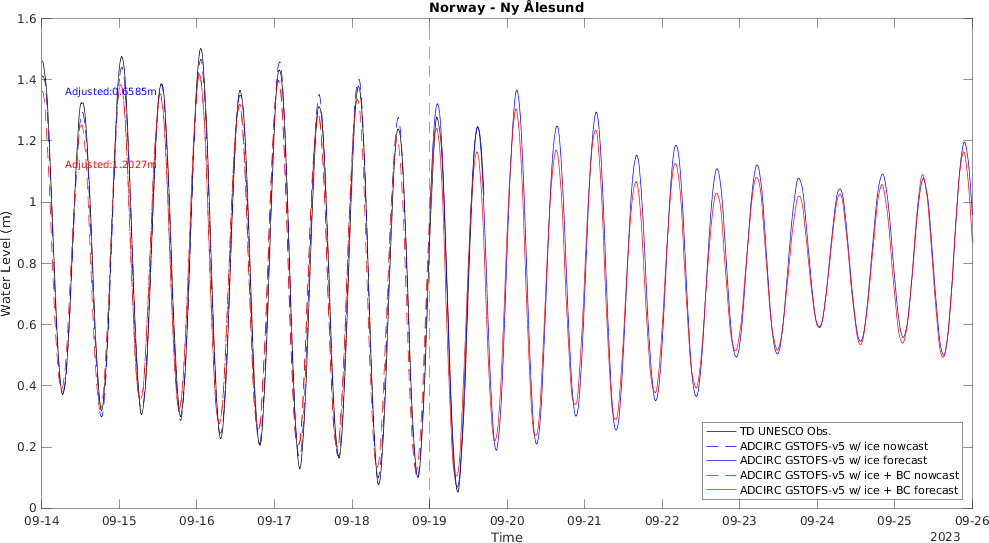 Norway - Ny Ålesund
1.6
1.4
1.2
1
0.8
0.6
0.4
0.2
0
Water Level (m)
Adjusted:0.6585m
Adjusted:1.2027m
TD UNESCO Obs.
ADCIRC GSTOFS-v5 w/ ice nowcast
ADCIRC GSTOFS-v5 w/ ice forecast
ADCIRC GSTOFS-v5 w/ ice + BC nowcast
ADCIRC GSTOFS-v5 w/ ice + BC forecast
09-14 09-15 09-16 09-17 09-18 09-19 09-20 09-21 09-22 09-23 09-24 09-25 09-26
Time
2023